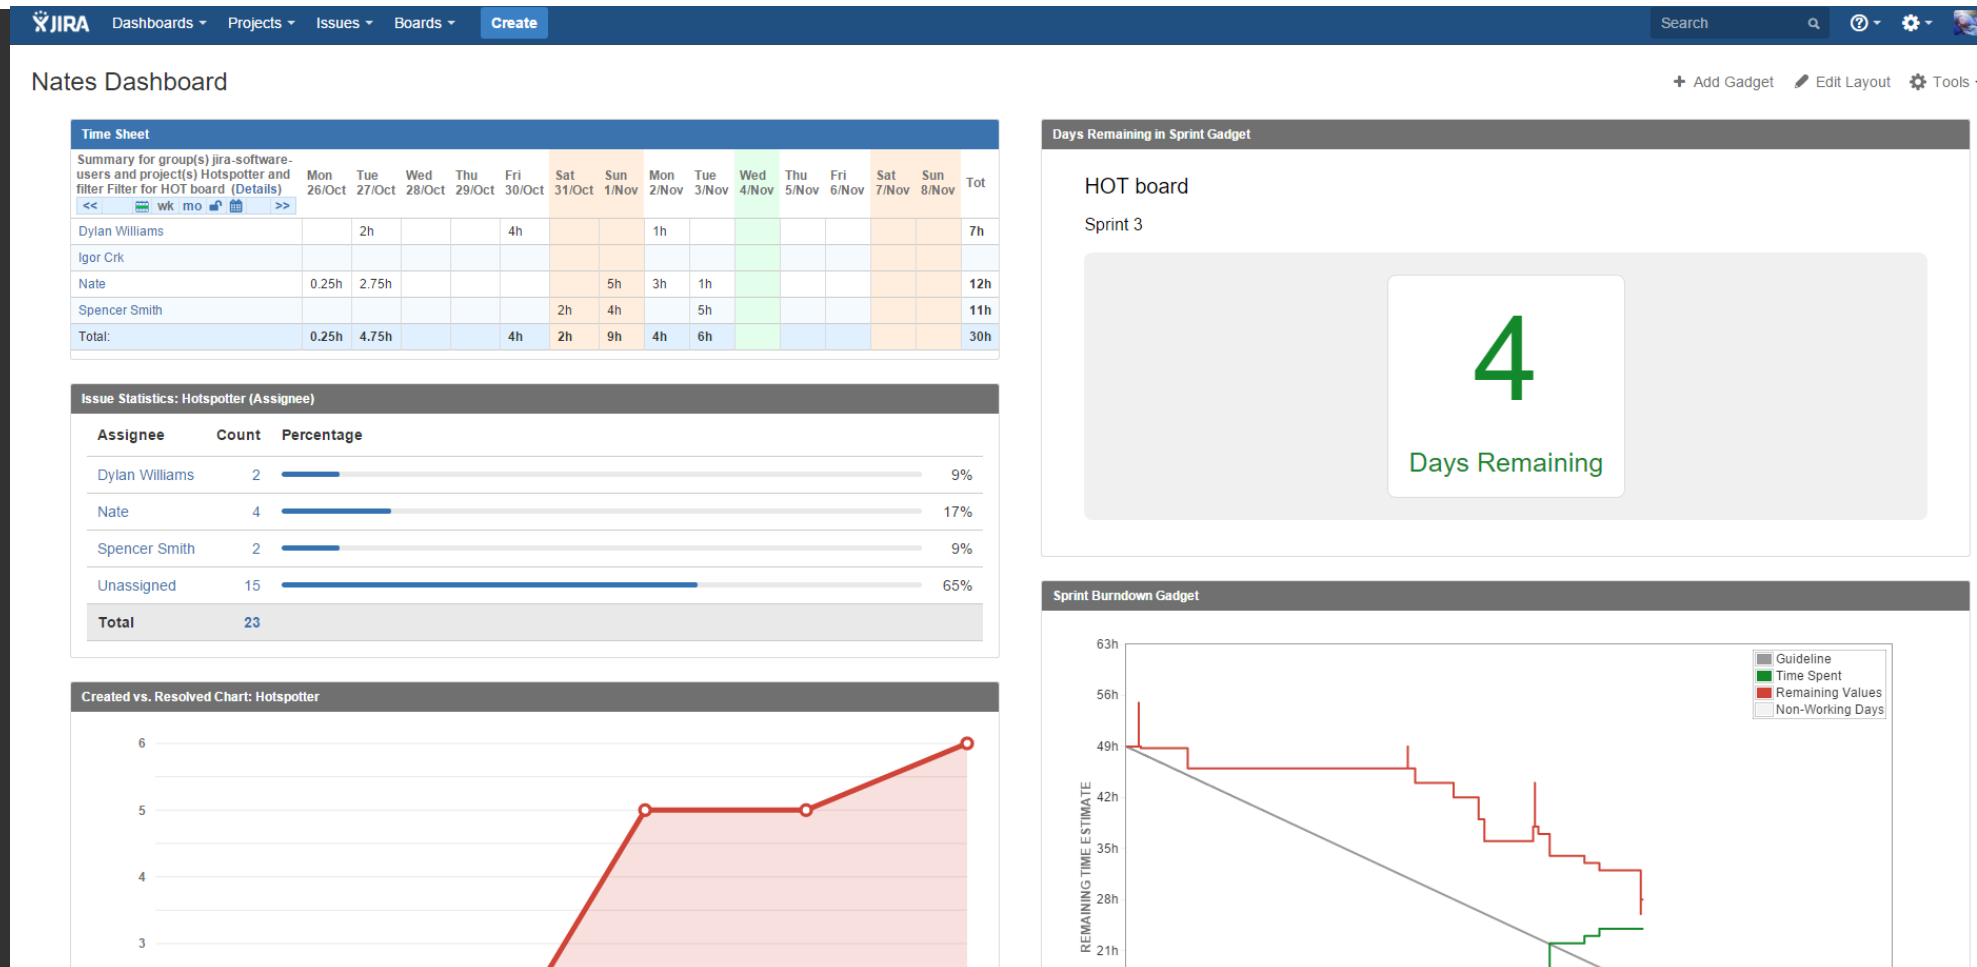 JIRA Dashboards Projects Issues Boards Create Search
Nates Dashboard
Add Gadget Edit Layout Tools
Time Sheet
Summary for group(s) jira-software-
users and project(s) Hotspotter and
filter Filter for HOT board (Details)
<< wk mo >>
Mon Tue Wed Thu Fri Sat Sun Mon Tue Wed Thu Fri Sat Sun Tot
26/Oct 27/Oct 28/Oct 29/Oct 30/Oct 31/Oct 1/Nov 2/Nov 3/Nov 4/Nov 5/Nov 6/Nov 7/Nov 8/Nov
Dylan Williams 2h 4h 1h 7h
Igor Crk
Nate 0.25h 2.75h 5h 3h 1h 12h
Spencer Smith 2h 4h 5h 11h
Total: 0.25h 4.75h 4h 2h 9h 4h 6h 30h
Issue Statistics: Hotspotter (Assignee)
Assignee Count Percentage
Dylan Williams 2 9%
Nate 4 17%
Spencer Smith 2 9%
Unassigned 15 65%
Total 23
Created vs. Resolved Chart: Hotspotter
6
5
4
3
Days Remaining in Sprint Gadget
HOT board
Sprint 3
4
Days Remaining
Sprint Burndown Gadget
63h
56h
49h
42h
35h
28h
21h
REMAINING TIME ESTIMATE
Guideline
Time Spent
Remaining Values
Non-Working Days